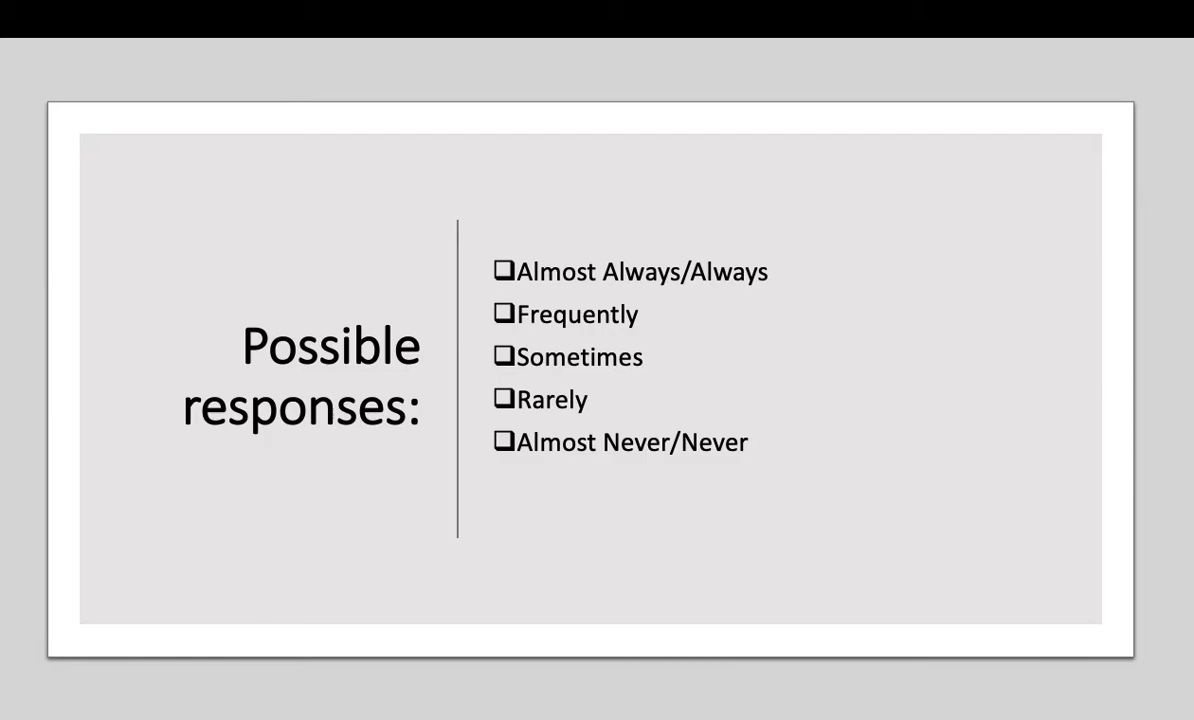 Possible
responses:
❑Almost Always/Always
❑Frequently
❑Sometimes
❑Rarely
❑Almost Never/Never